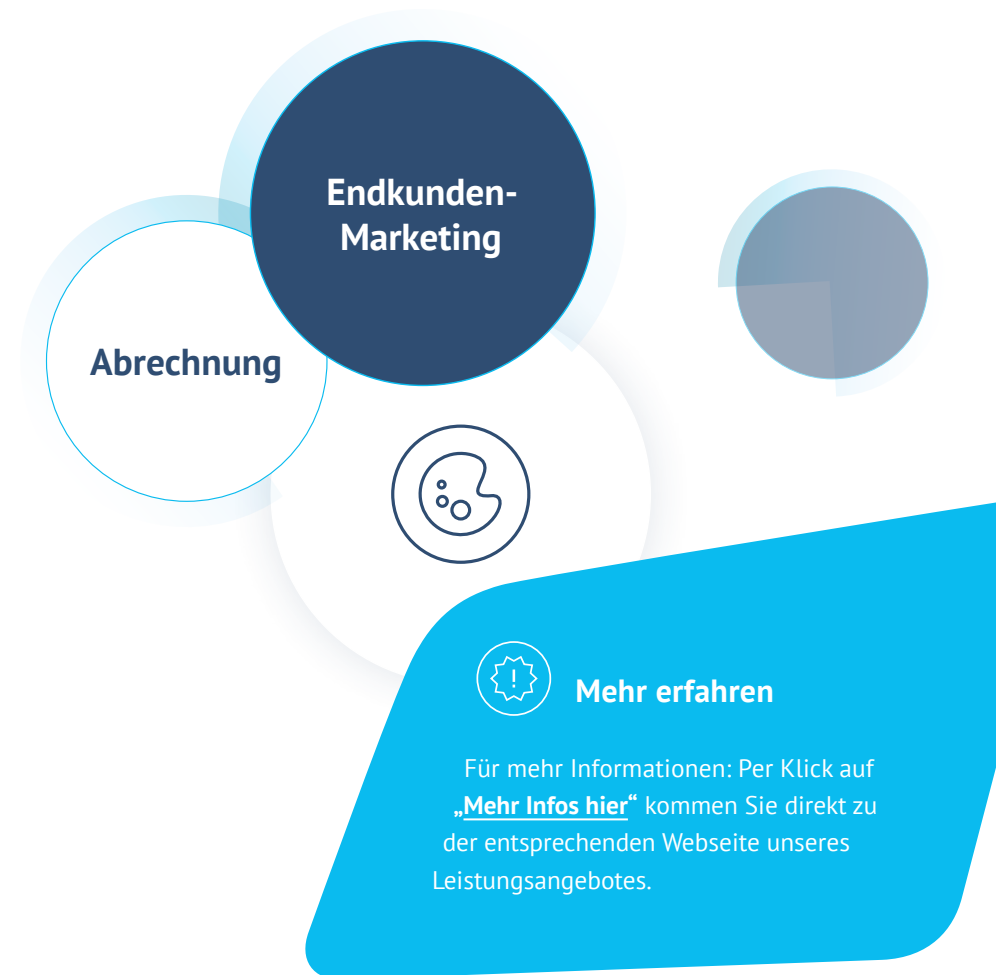 Endkunden-
Marketing
Abrechnung
!
Mehr erfahren
Für mehr Informationen: Per Klick auf
„Mehr Infos hier“ kommen Sie direkt zu
der entsprechenden Webseite unseres
Leistungsangebotes.